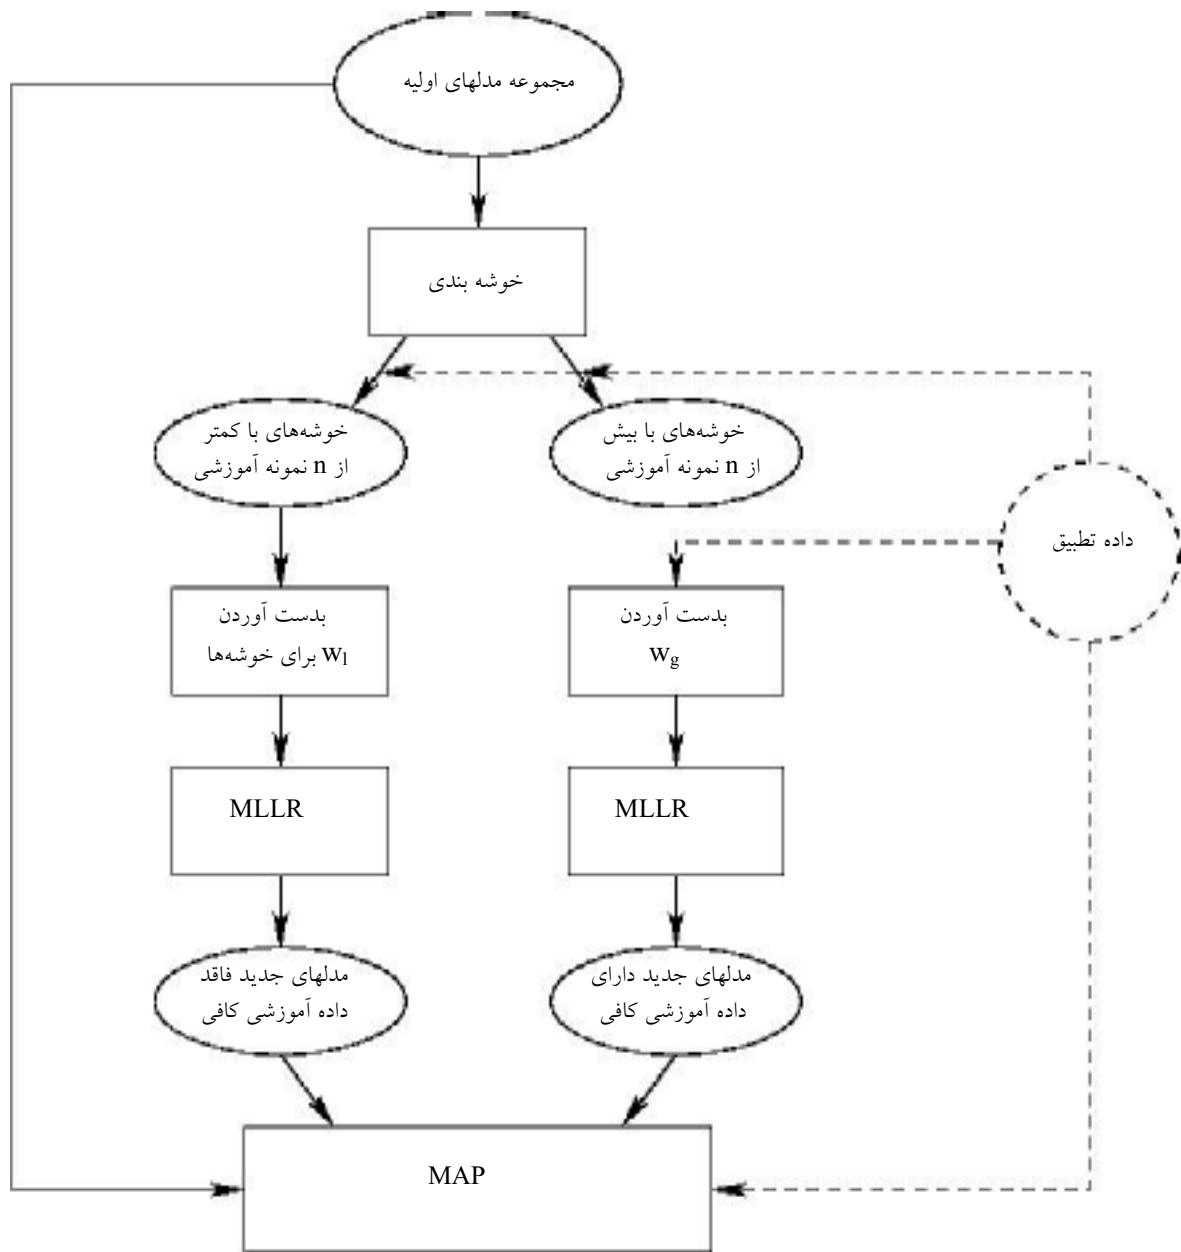 مجموعه مدلهای اولیه
خوشه بندی
خوشه‌های با کمتر
از n نمونه آموزشی
خوشه‌های با بیش
از n نمونه آموزشی
داده تطبیق
بدست آوردن
wl برای خوشه‌ها
بدست آوردن
wg
MLLR
MLLR
مدلهای جدید فاقد
داده آموزشی کافی
مدلهای جدید دارای
داده آموزشی کافی
MAP